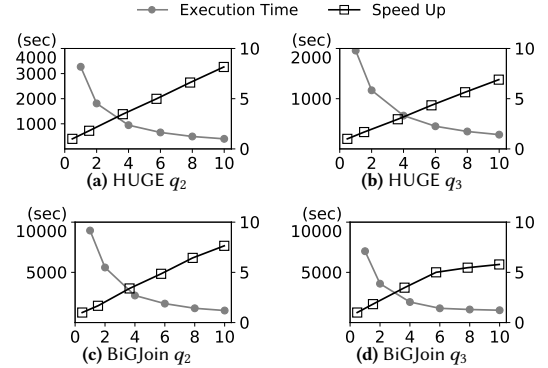 Execution Time Speed Up
(sec) (sec)
4000 10 2000 10
3000
2000 5 1000 5
1000
0 0
0 2 4 6 8 10 0 2 4 6 8 10
(a) HUGE q2 (b) HUGE q3
(sec) (sec)
10000 10 10000 10
5000 5 5000 5
0 0
0 2 4 6 8 10 0 2 4 6 8 10
(c) BiGJoin q2 (d) BiGJoin q3